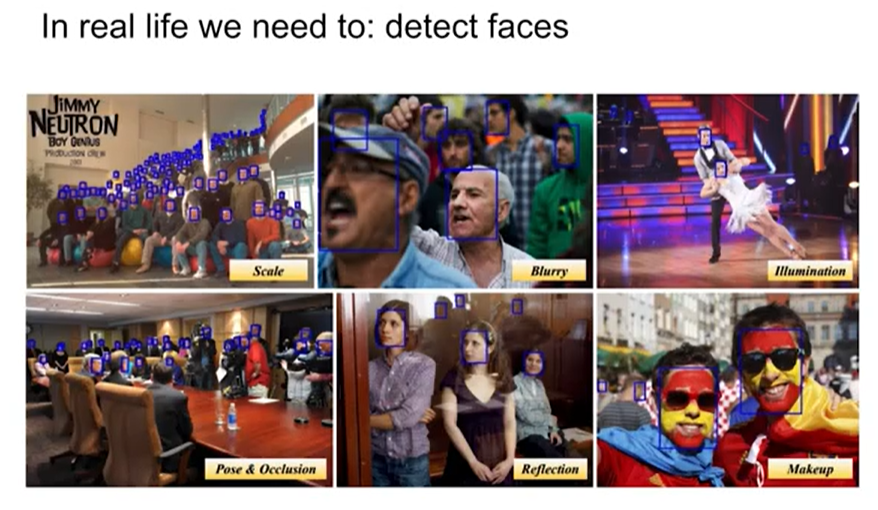 In real life we need to: detect faces
JIMMY
NEUTRON
BOY GENIUS
PRODUCTION CREW
Scale
Blurry
Illumination
Pose & Occlusion
Reflection
Makeup